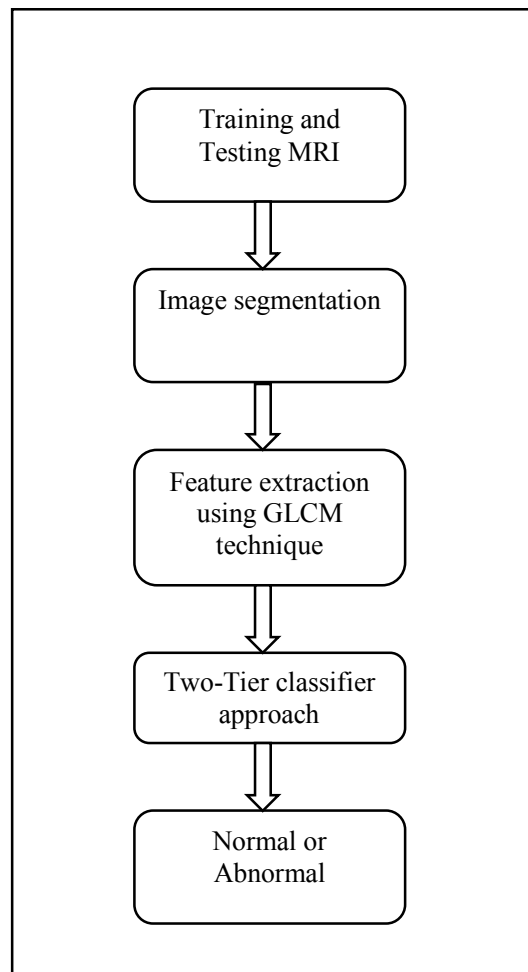 Training and
Testing MRI
Image segmentation
Feature extraction
using GLCM
technique
Two-Tier classifier
approach
Normal or
Abnormal